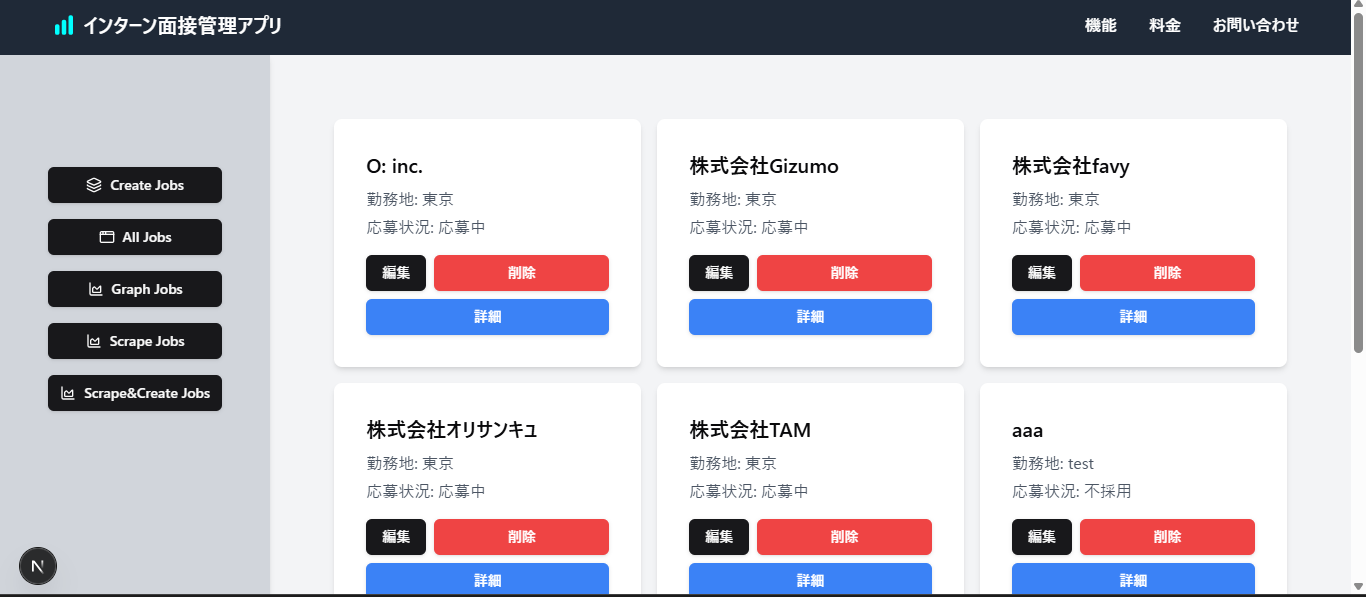 インターン面接管理アプリ
機能
料金
お問い合わせ
Create Jobs
All Jobs
Graph Jobs
Scrape Jobs
Scrape&Create Jobs
O: inc.
勤務地: 東京
応募状況: 応募中
編集
削除
詳細
株式会社Gizumo
勤務地: 東京
応募状況: 応募中
編集
削除
詳細
株式会社favy
勤務地: 東京
応募状況: 応募中
編集
削除
詳細
株式会社オリサンキュ
勤務地: 東京
応募状況: 応募中
編集
削除
詳細
株式会社TAM
勤務地: 東京
応募状況: 応募中
編集
削除
詳細
aaa
勤務地: test
応募状況: 不採用
編集
削除
詳細
N